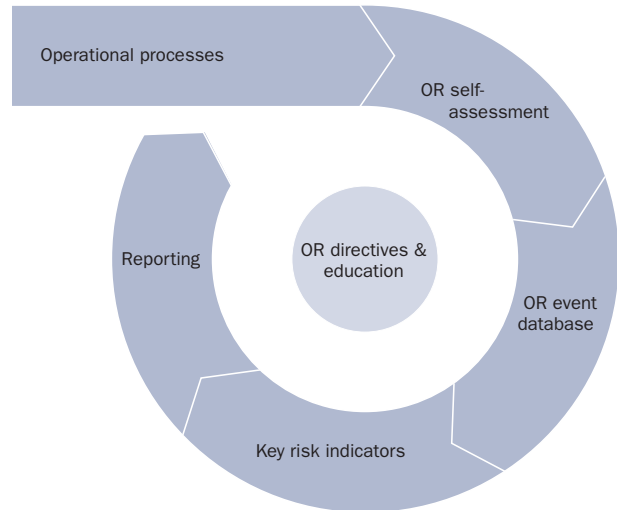 Operational processes
OR self-
assessment
OR directives &
education
Reporting
OR event
database
Key risk indicators